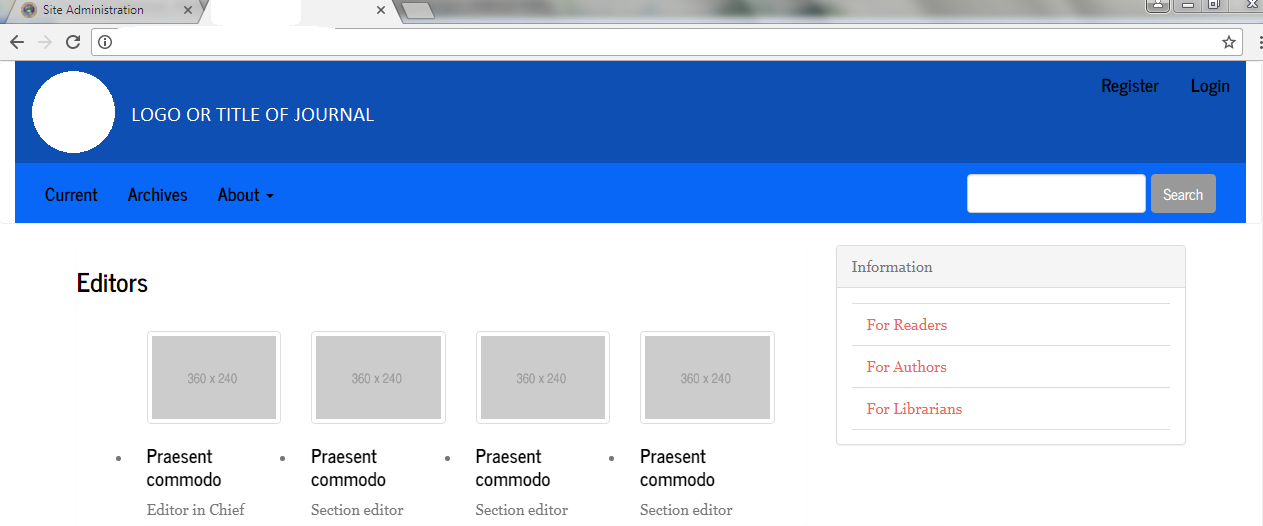 Site Administration
LOGO OR TITLE OF JOURNAL
Register Login
Current Archives About
Search
Editors
Information
For Readers
For Authors
For Librarians
360 x 240 360 x 240 360 x 240 360 x 240
Praesent Praesent Praesent Praesent
commodo commodo commodo commodo
Editor in Chief Section editor Section editor Section editor